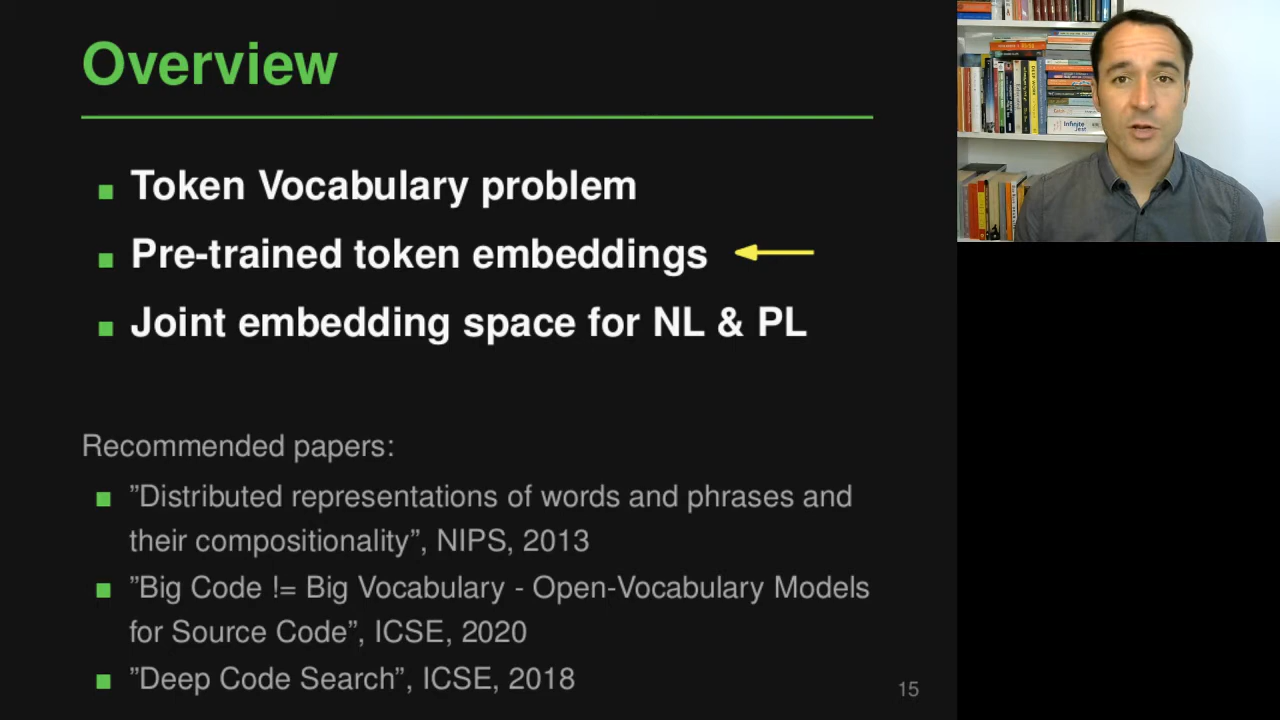 Overview
Token Vocabulary problem
Pre-trained token embeddings
Joint embedding space for NL & PL
Recommended papers:
”Distributed representations of words and phrases and
their compositionality”, NIPS, 2013
”Big Code != Big Vocabulary - Open-Vocabulary Models
for Source Code”, ICSE, 2020
”Deep Code Search”, ICSE, 2018
15
Infinite
Jest